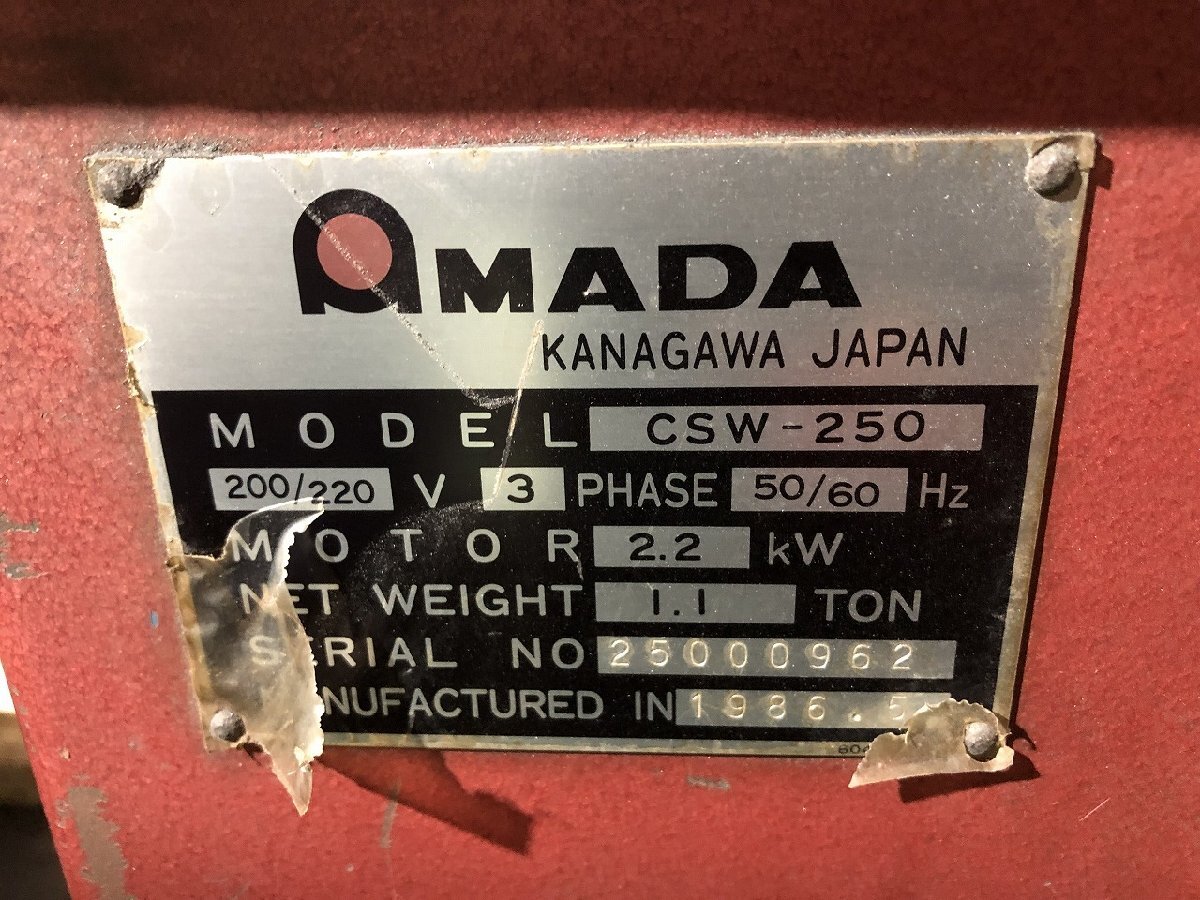 AMADA
KANAGAWA JAPAN
MODEL CSW-250
200/220 V 3 PHASE 50/60 Hz
MOTOR 2.2 kW
NET WEIGHT 1.1 TON
SERIAL NO 25000962
MANUFACTURED IN 1986.5